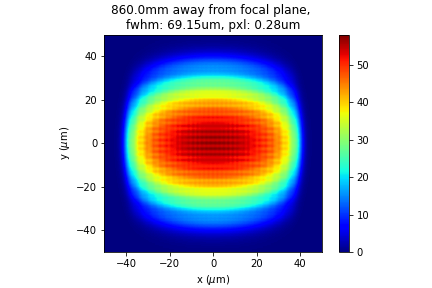 860.0mm away from focal plane,
fwhm: 69.15um, pxl: 0.28um
40
20
0
−20
−40
y (μm)
−40 −20 0 20 40
x (μm)
50
40
30
20
10
0